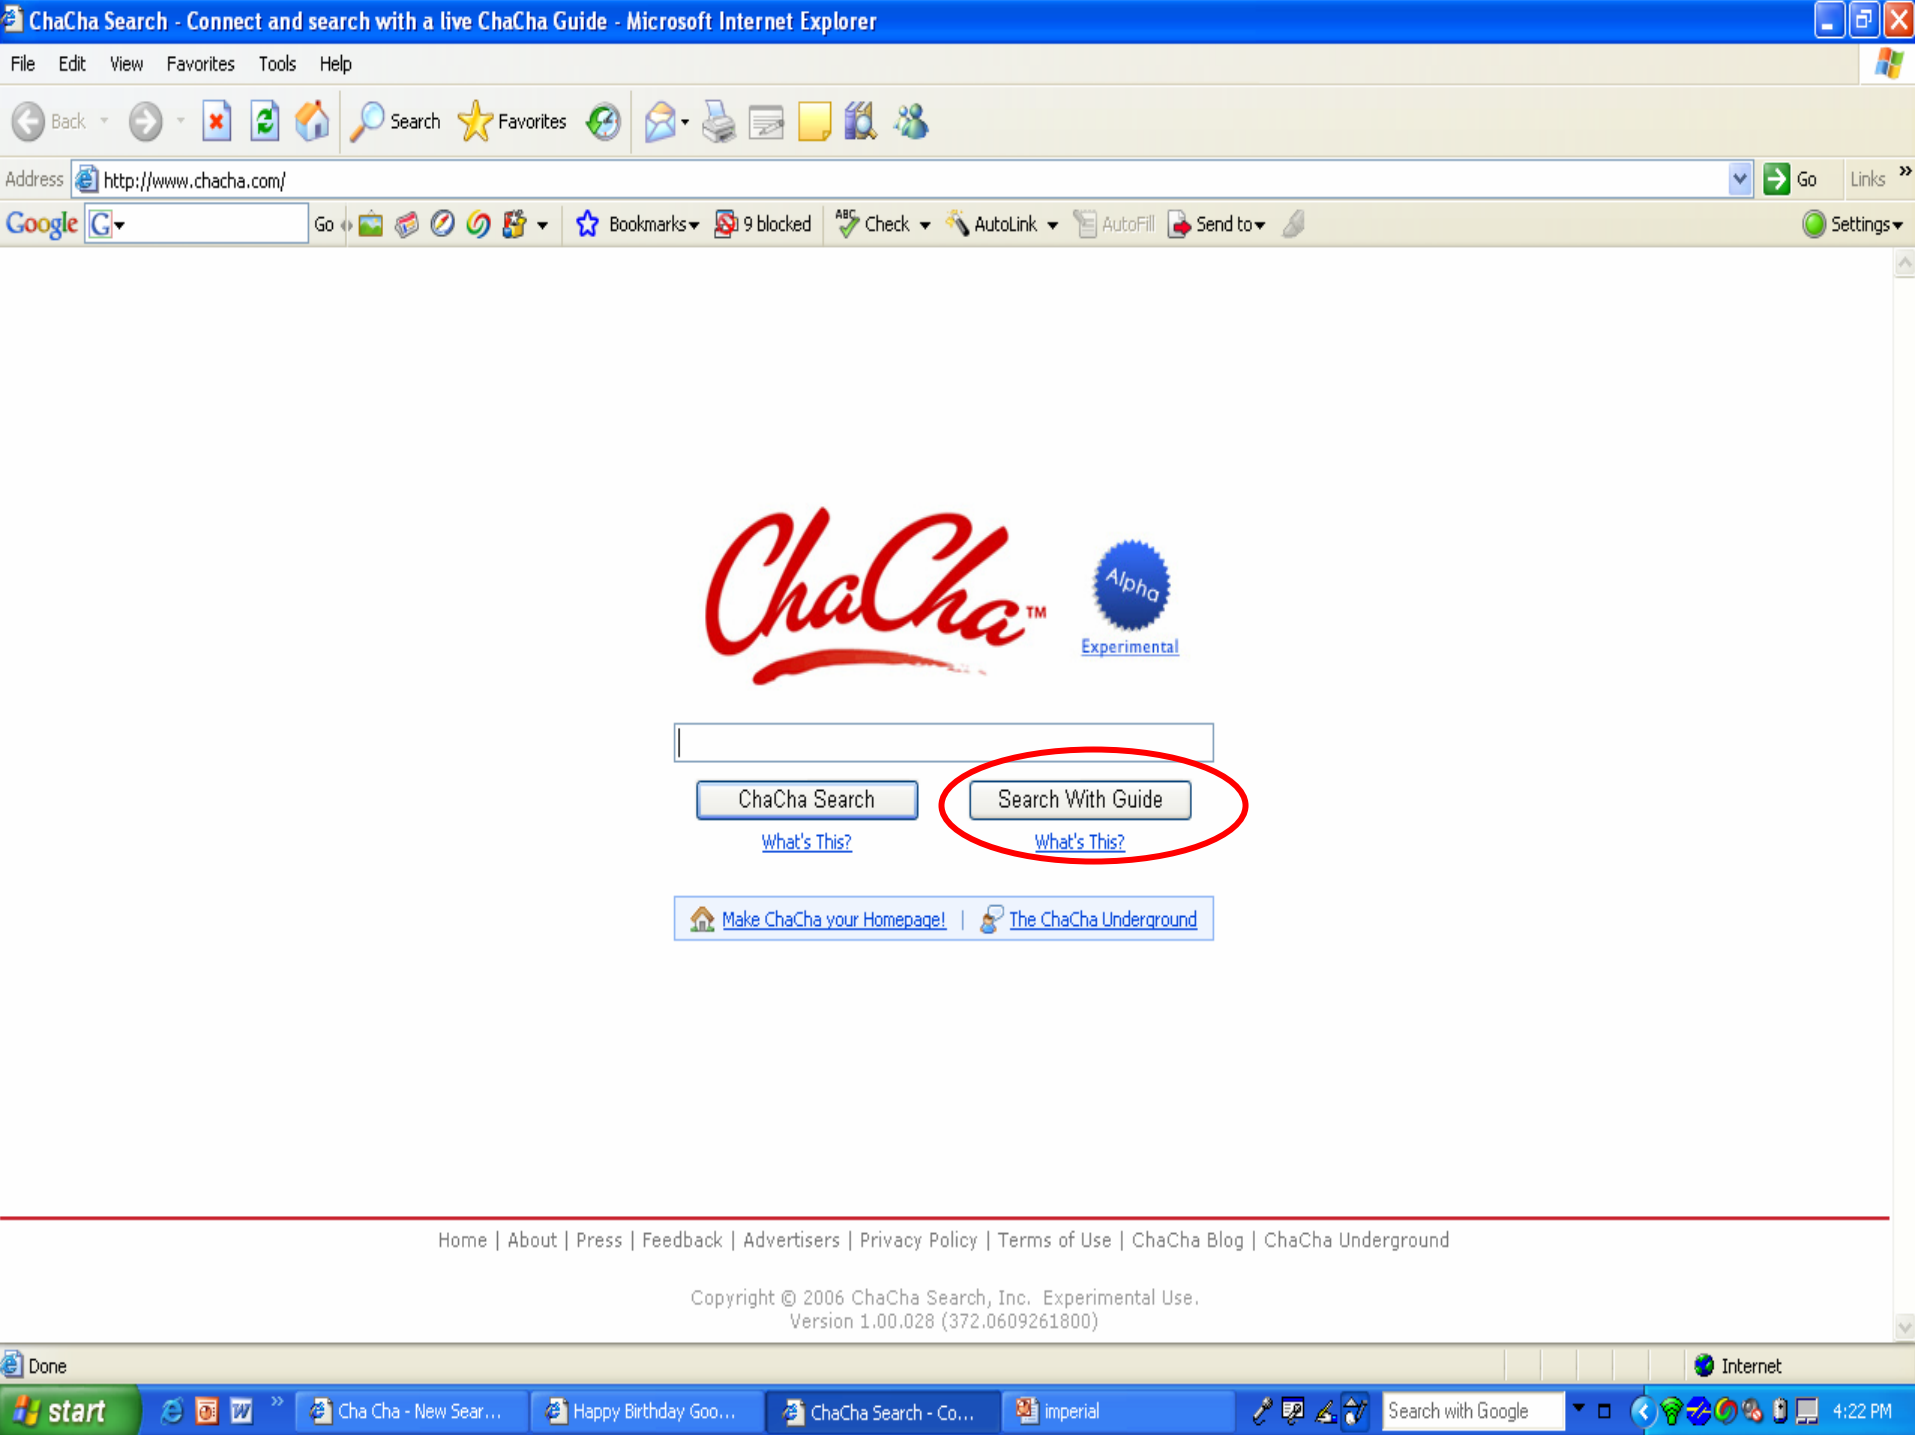 ChaCha Search - Connect and search with a live ChaCha Guide - Microsoft Internet Explorer
File Edit View Favorites Tools Help
Back Search Favorites
Address http://www.chacha.com/ Go Links »
Google G Go Bookmarks 9 blocked ABC Check AutoLink AutoFill Send to Settings
ChaCha™
Alpha
Experimental
ChaCha Search Search With Guide
What's This? What's This?
Make ChaCha your Homepage! | The ChaCha Underground
Home | About | Press | Feedback | Advertisers | Privacy Policy | Terms of Use | ChaCha Blog | ChaCha Underground
Copyright © 2006 ChaCha Search, Inc. Experimental Use.
Version 1.00.028 (372.0609261800)
Done Internet
start W » Cha Cha - New Sear... Happy Birthday Goo... ChaCha Search - Co... imperial Search with Google 4:22 PM